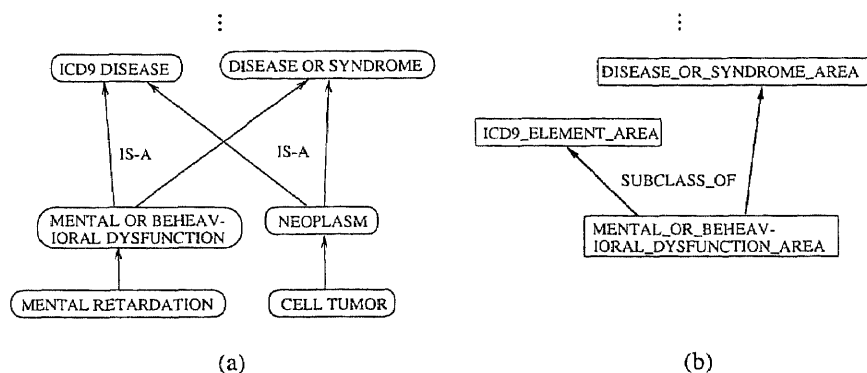 ICD9 DISEASE
DISEASE OR SYNDROME
IS-A
IS-A
MENTAL OR BEHEAV-
IORAL DYSFUNCTION
NEOPLASM
MENTAL RETARDATION
CELL TUMOR
(a)
DISEASE_OR_SYNDROME_AREA
ICD9_ELEMENT_AREA
SUBCLASS_OF
MENTAL_OR_BEHEAV-
IORAL_DYSFUNCTION_AREA
(b)